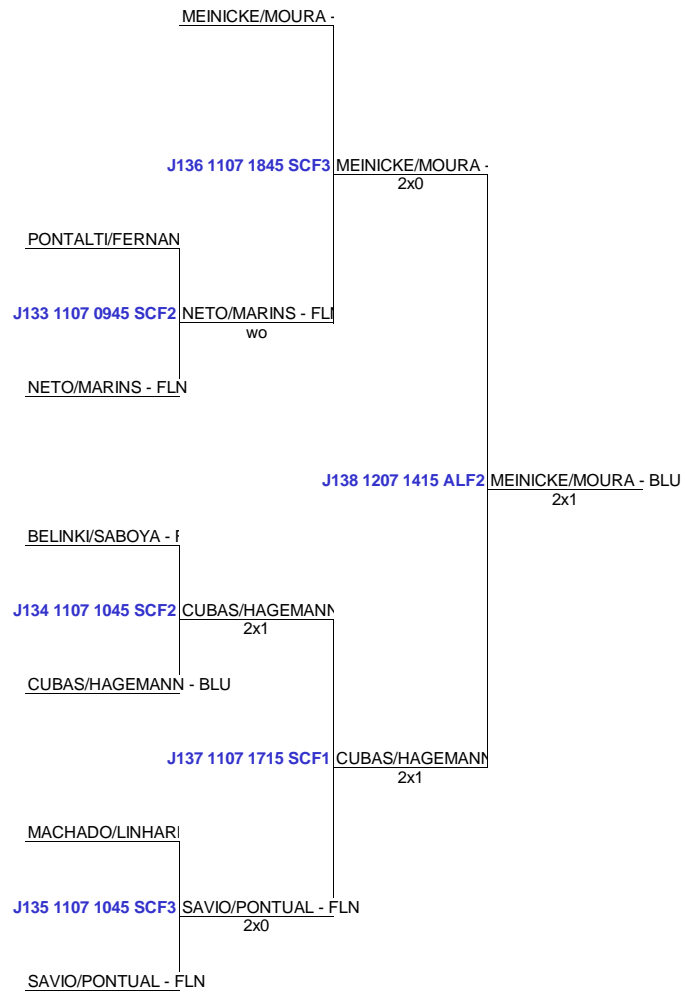 MEINICKE/MOURA -
J136 1107 1845 SCF3 MEINICKE/MOURA -
2x0
PONTALTI/FERNAN
J133 1107 0945 SCF2 NETO/MARINS - FLN
wo
NETO/MARINS - FLN
J138 1207 1415 ALF2 MEINICKE/MOURA - BLU
2x1
BELINKI/SABOYA - F
J134 1107 1045 SCF2 CUBAS/HAGEMANN
2x1
CUBAS/HAGEMANN - BLU
J137 1107 1715 SCF1 CUBAS/HAGEMANN
2x1
MACHADO/LINHARE
J135 1107 1045 SCF3 SAVIO/PONTUAL - FLN
2x0
SAVIO/PONTUAL - FLN